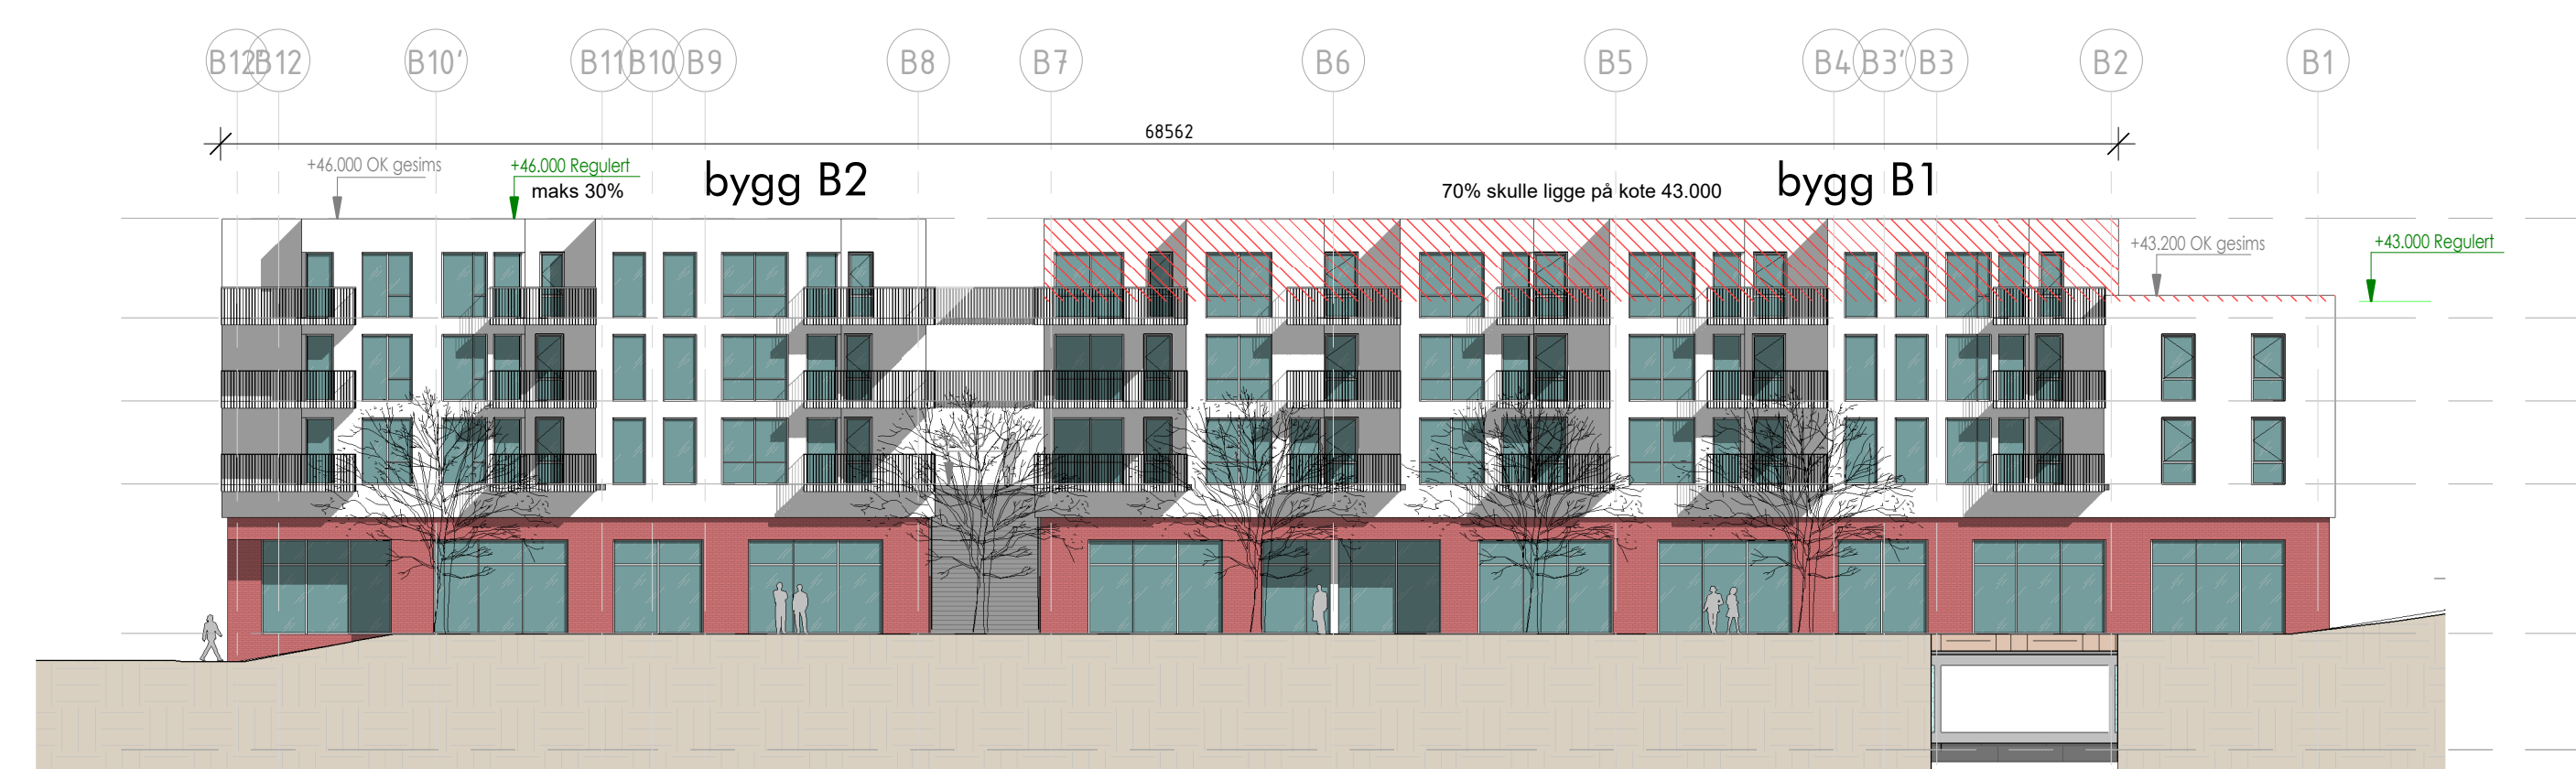 B12' B12 B10' B11 B10 B9 B8 B7 B6 B5 B4 B3' B3 B2 B1
68562
+46.000 OK gesims
+46.000 Regulert
maks 30%
bygg B2
70% skulle ligge på kote 43.000
bygg B1
+43.200 OK gesims
+43.000 Regulert